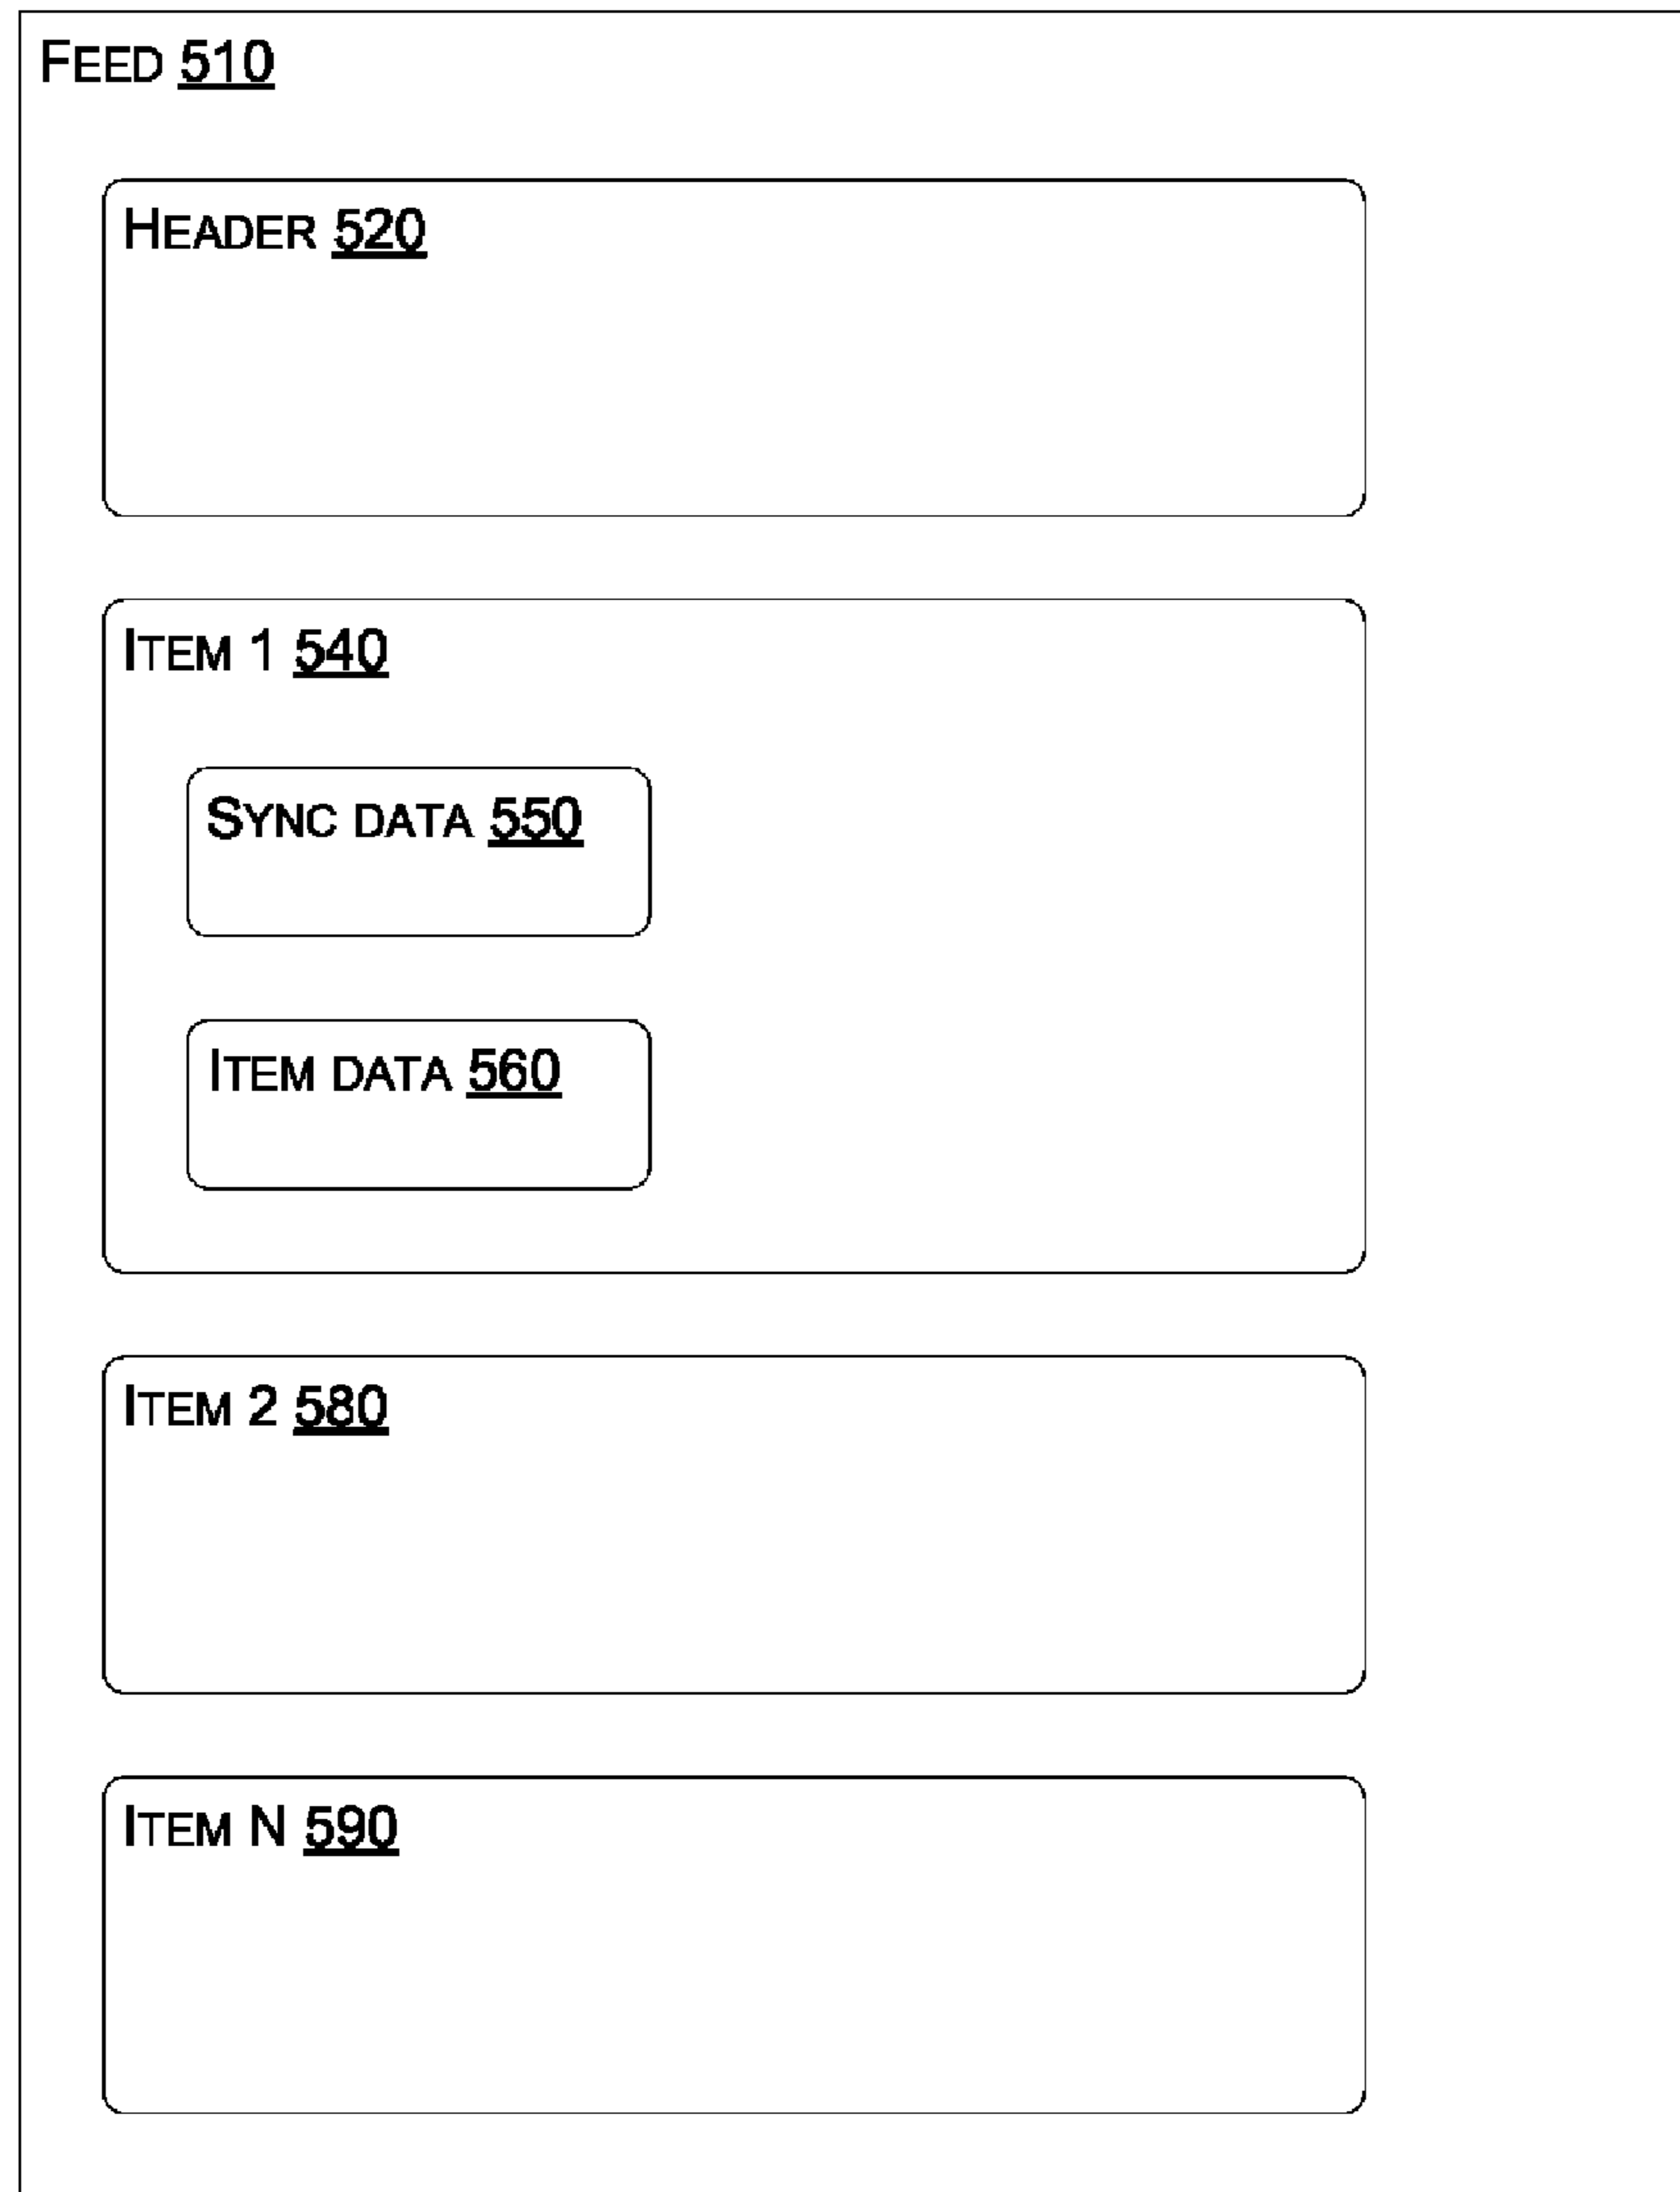 FEED 510
HEADER 520
ITEM 1 540
SYNC DATA 550
ITEM DATA 560
ITEM 2 580
ITEM N 590